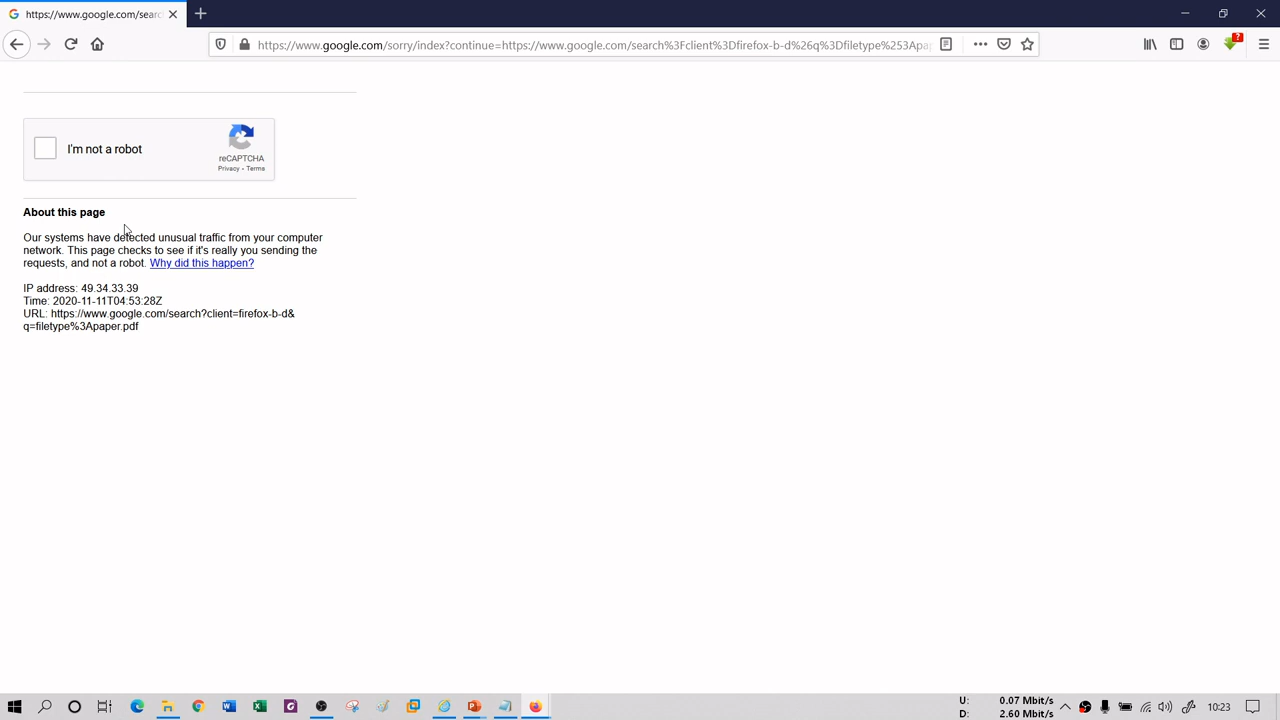 https://www.google.com/sear
https://www.google.com/sorry/index?continue=https://www.google.com/search%3Fclient%3Dfirefox-b-d%26q%3Dfiletype%253Apap
?
I'm not a robot
reCAPTCHA
Privacy - Terms
About this page
Our systems have detected unusual traffic from your computer
network. This page checks to see if it's really you sending the
requests, and not a robot. Why did this happen?
IP address: 49.34.33.39
Time: 2020-11-11T04:53:28Z
URL: https://www.google.com/search?client=firefox-b-d&
q=filetype%3Apaper.pdf
U: 0.07 Mbit/s
D: 2.60 Mbit/s
10:23